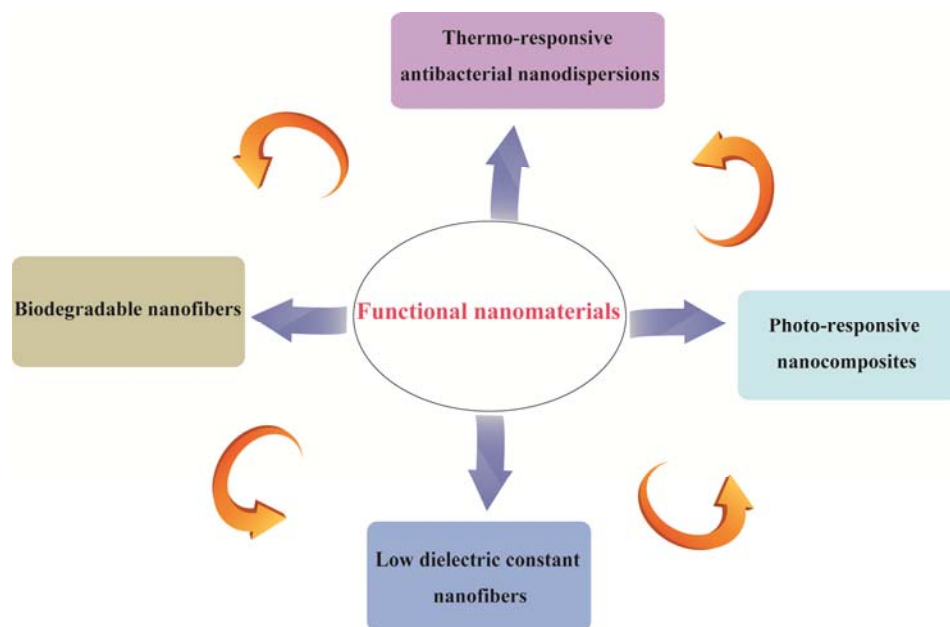 Thermo-responsive
antibacterial nanodispersions
Biodegradable nanofibers
Functional nanomaterials
Photo-responsive
nanocomposites
Low dielectric constant
nanofibers